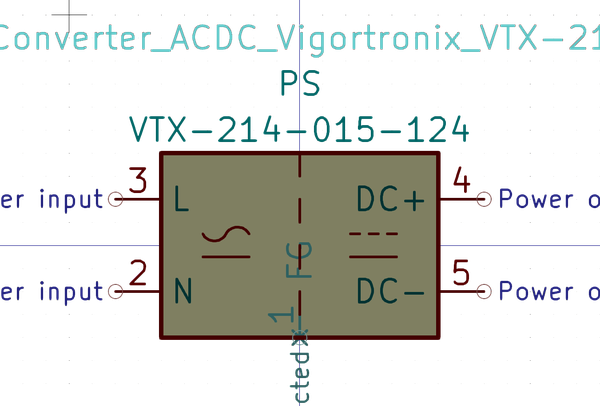 Converter_ACDC_Vigortronix_VTX-21
PS
VTX-214-015-124
er input 3 L DC+ 4 Power o
FG
er input 2 N DC- 5 Power o
1
cted